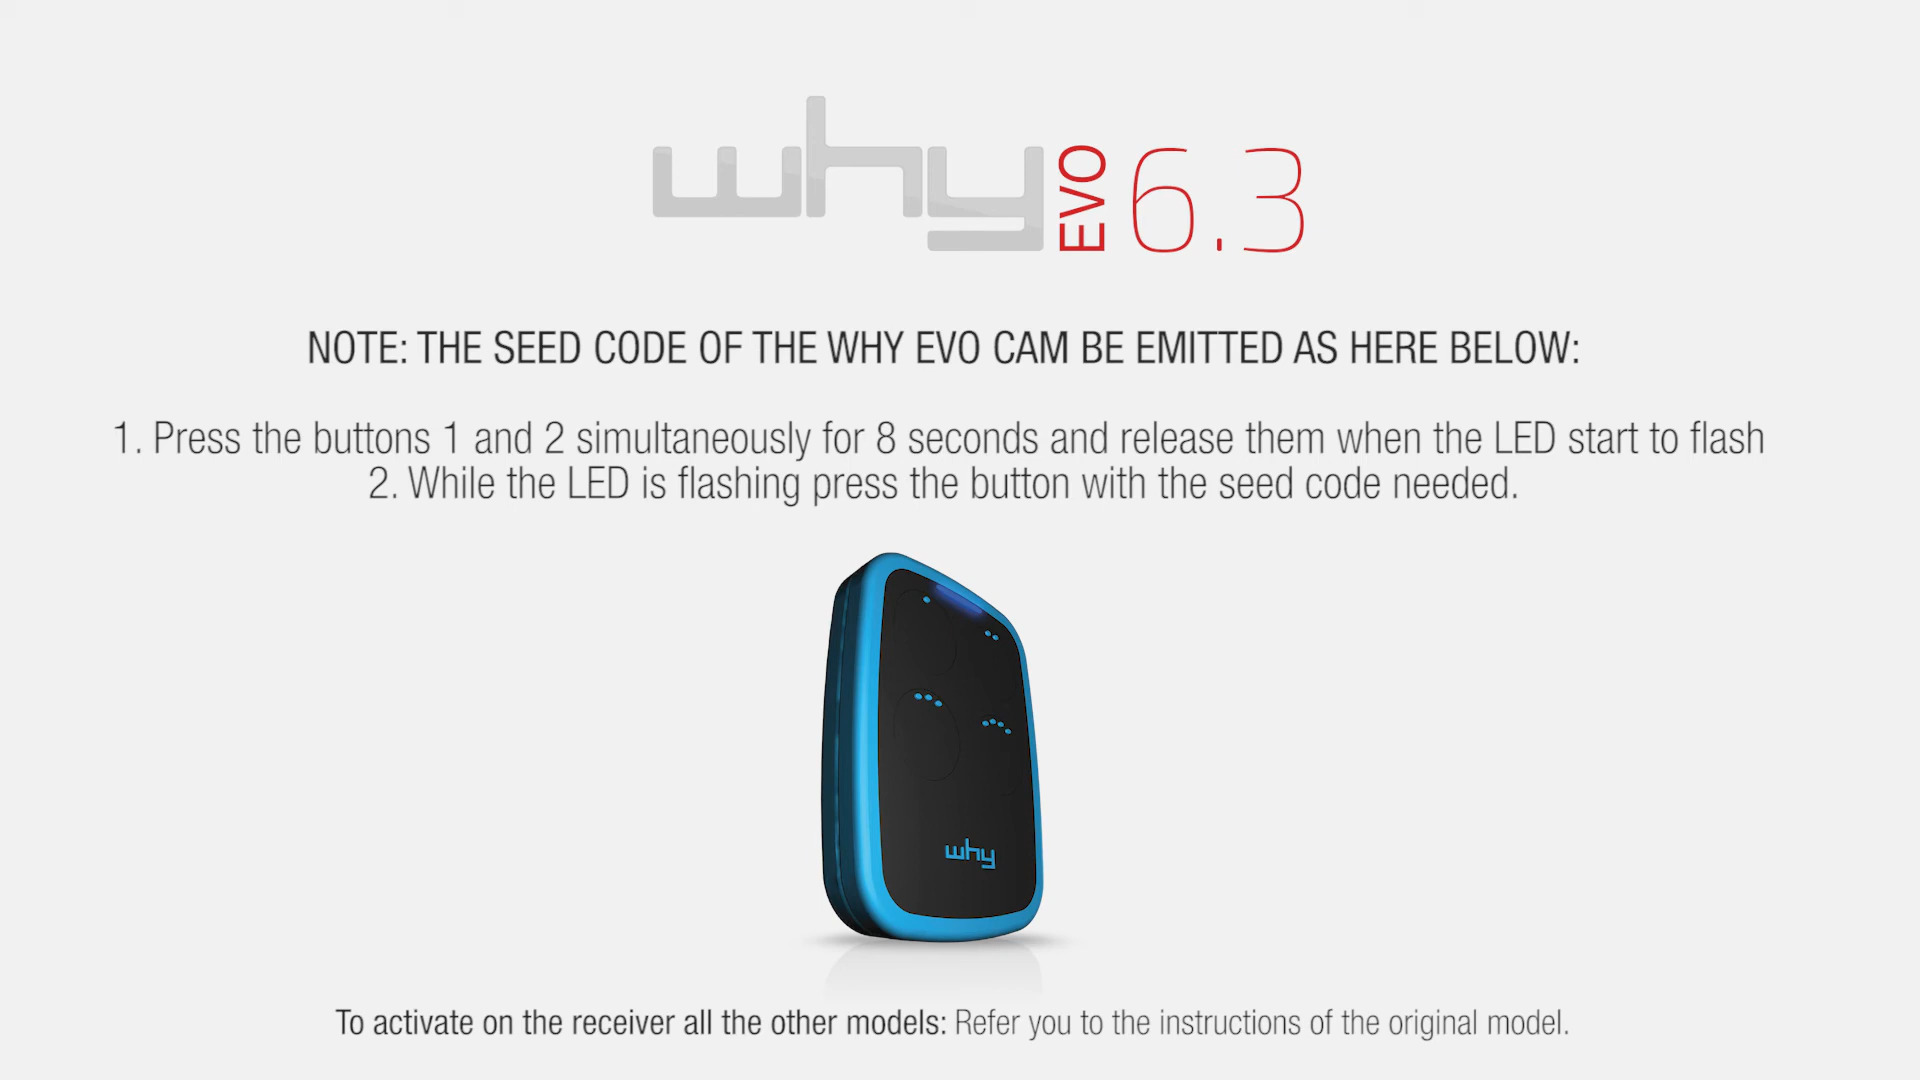 why EVO 6.3
NOTE: THE SEED CODE OF THE WHY EVO CAM BE EMITTED AS HERE BELOW:
1. Press the buttons 1 and 2 simultaneously for 8 seconds and release them when the LED start to flash
2. While the LED is flashing press the button with the seed code needed.
why
To activate on the receiver all the other models: Refer you to the instructions of the original model.